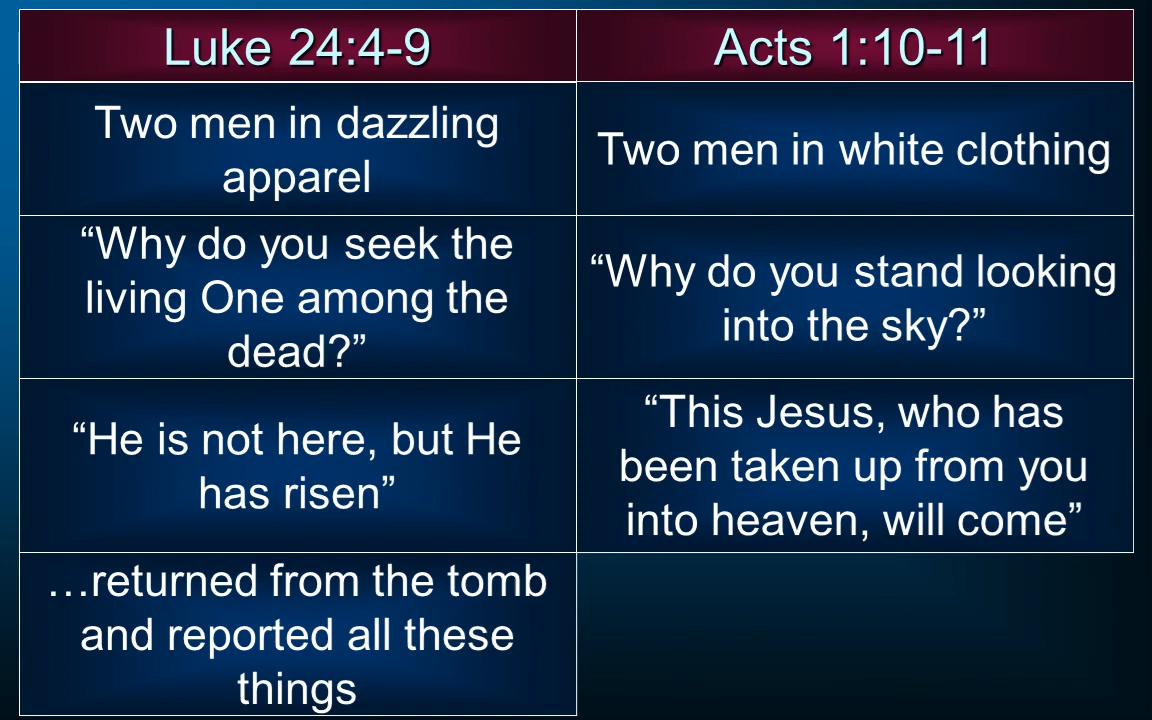 Luke 24:4-9
Acts 1:10-11
Two men in dazzling
apparel
Two men in white clothing
“Why do you seek the
living One among the
dead?”
“Why do you stand looking
into the sky?”
“He is not here, but He
has risen”
“This Jesus, who has
been taken up from you
into heaven, will come”
…returned from the tomb
and reported all these
things